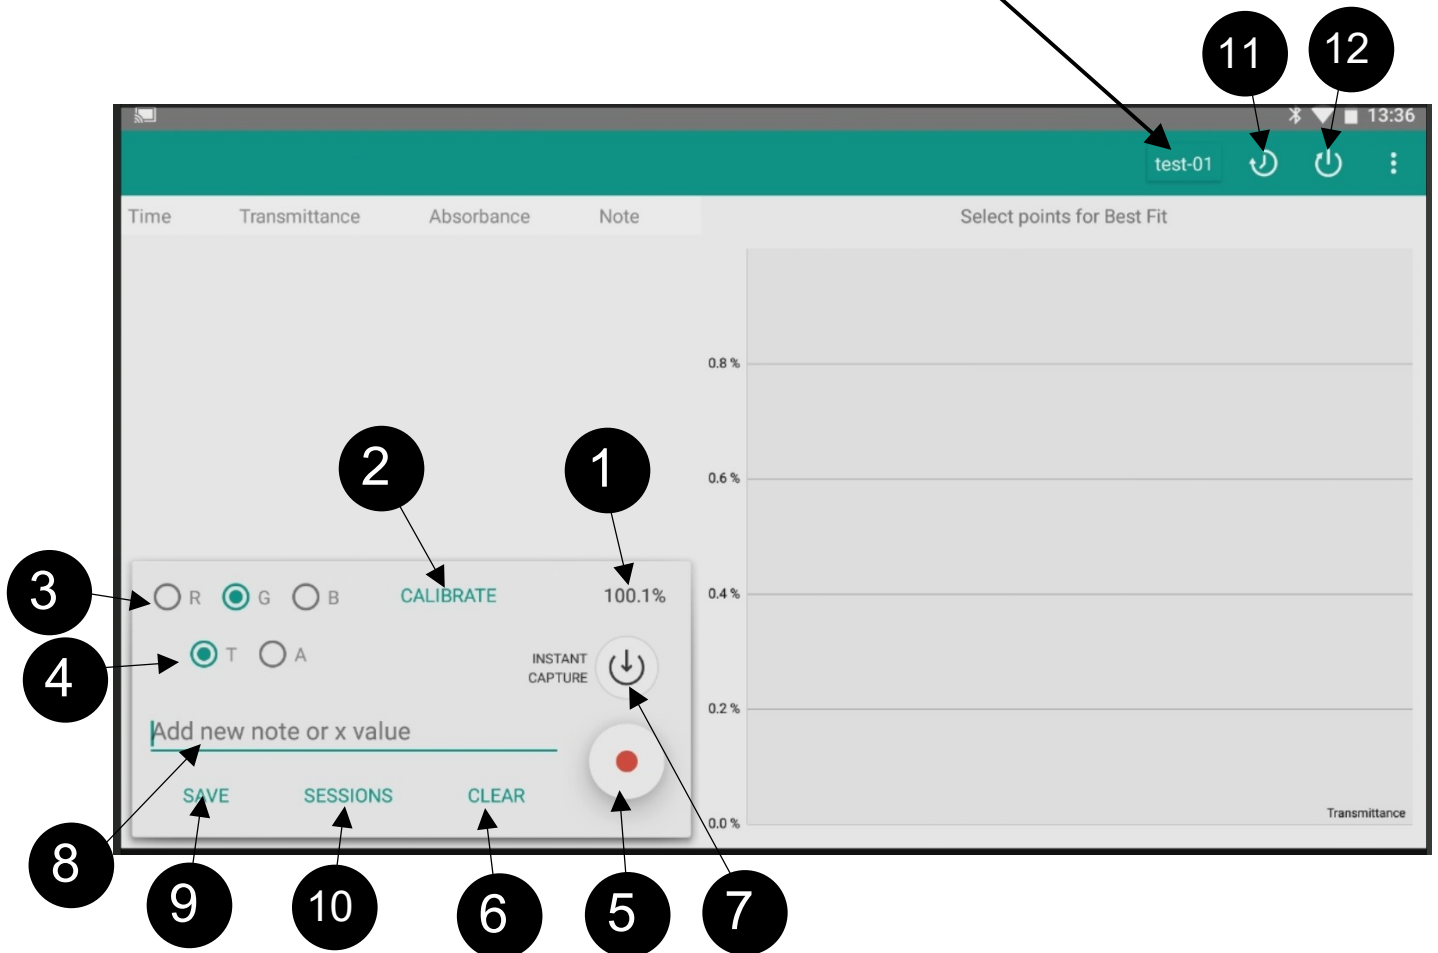 11 12
13:36
test-01
Time Transmittance Absorbance Note Select points for Best Fit
0.8 %
2 1
0.6 %
3 R G B CALIBRATE 100.1% 0.4 %
4 T A INSTANT
CAPTURE
0.2 %
Add new note or x value
SAVE SESSIONS CLEAR
Transmittance
0.0 %
8 9 10 6 5 7